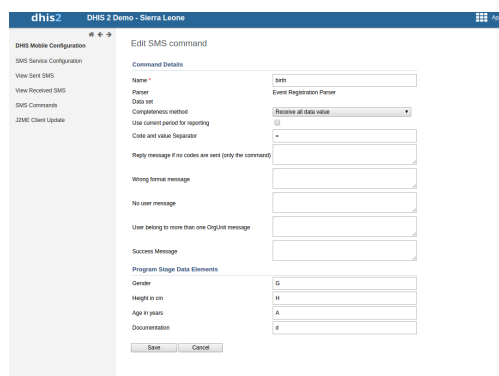 dhis2 DHIS 2 Demo - Sierra Leone Ap
DHIS Mobile Configuration
SMS Service Configuration
View Sent SMS
View Received SMS
SMS Commands
J2ME Client Update
Edit SMS command
Command Details
Name * birth
Parser Event Registration Parser
Data set
Completeness method Receive all data value
Use current period for reporting
Code and value Separator =
Reply message if no codes are sent (only the command)
Wrong format message
No user message
User belong to more than one OrgUnit message
Success Message
Program Stage Data Elements
Gender G
Height in cm H
Age in years A
Documentation d
Save Cancel